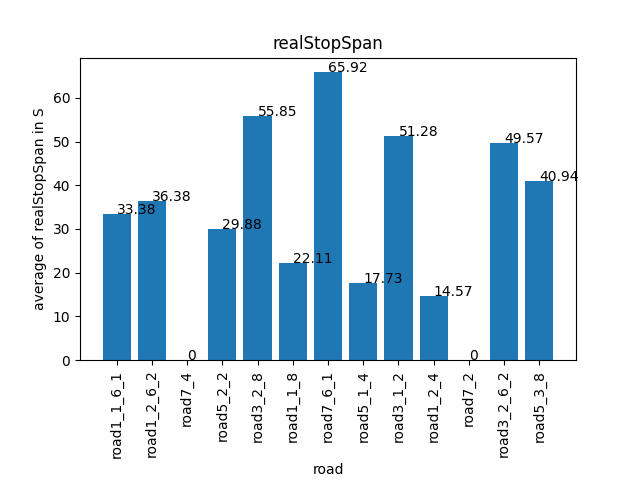 realStopSpan
average of realStopSpan in S
60
50
40
30
20
10
0
33.38
36.38
0
29.88
55.85
22.11
65.92
17.73
51.28
14.57
0
49.57
40.94
road1_1_6_1
road1_2_6_2
road7_4
road5_2_2
road3_2_8
road1_1_8
road7_6_1
road5_1_4
road3_1_2
road1_2_4
road7_2
road3_2_6_2
road5_3_8
road